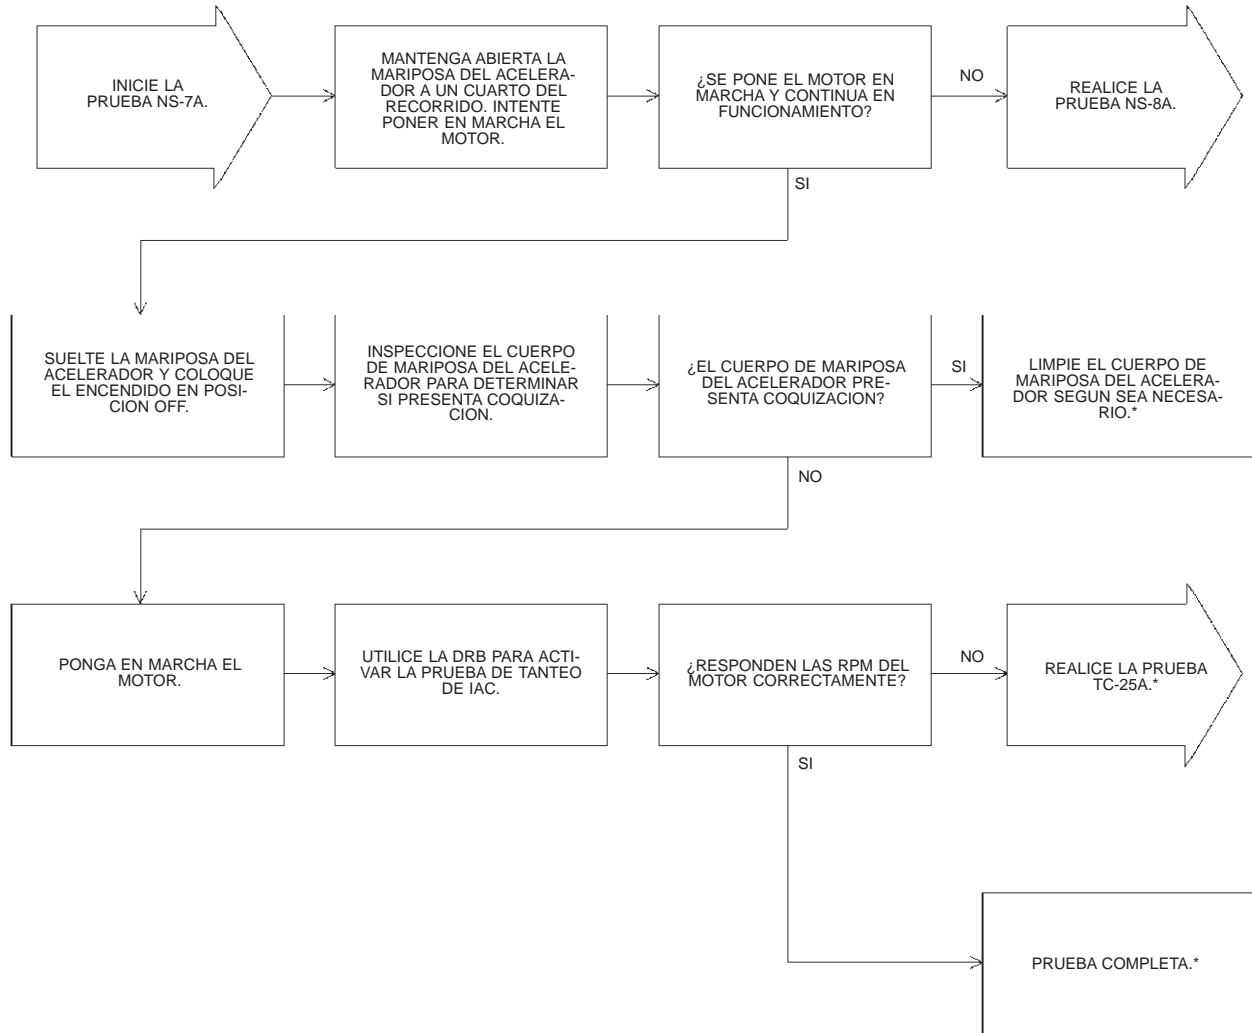 INICIE LA
PRUEBA NS-7A.
MANTENGA ABIERTA LA
MARIPOSA DEL ACELERA-
DOR A UN CUARTO DEL
RECORRIDO. INTENTE
PONER EN MARCHA EL
MOTOR.
¿SE PONE EL MOTOR EN
MARCHA Y CONTINUA EN
FUNCIONAMIENTO?
NO
REALICE LA
PRUEBA NS-8A.
SI
SUELTE LA MARIPOSA DEL
ACELERADOR Y COLOQUE
EL ENCENDIDO EN POSI-
CION OFF.
INSPECCIONE EL CUERPO
DE MARIPOSA DEL ACELE-
RADOR PARA DETERMINAR
SI PRESENTA COQUIZA-
CION.
¿EL CUERPO DE MARIPOSA
DEL ACELERADOR PRE-
SENTA COQUIZACION?
SI
LIMPIE EL CUERPO DE
MARIPOSA DEL ACELERA-
DOR SEGUN SEA NECESA-
RIO.*
NO
PONGA EN MARCHA EL
MOTOR.
UTILICE LA DRB PARA ACTI-
VAR LA PRUEBA DE TANTEO
DE IAC.
¿RESPONDEN LAS RPM DEL
MOTOR CORRECTAMENTE?
NO
REALICE LA PRUEBA
TC-25A.*
SI
PRUEBA COMPLETA.*